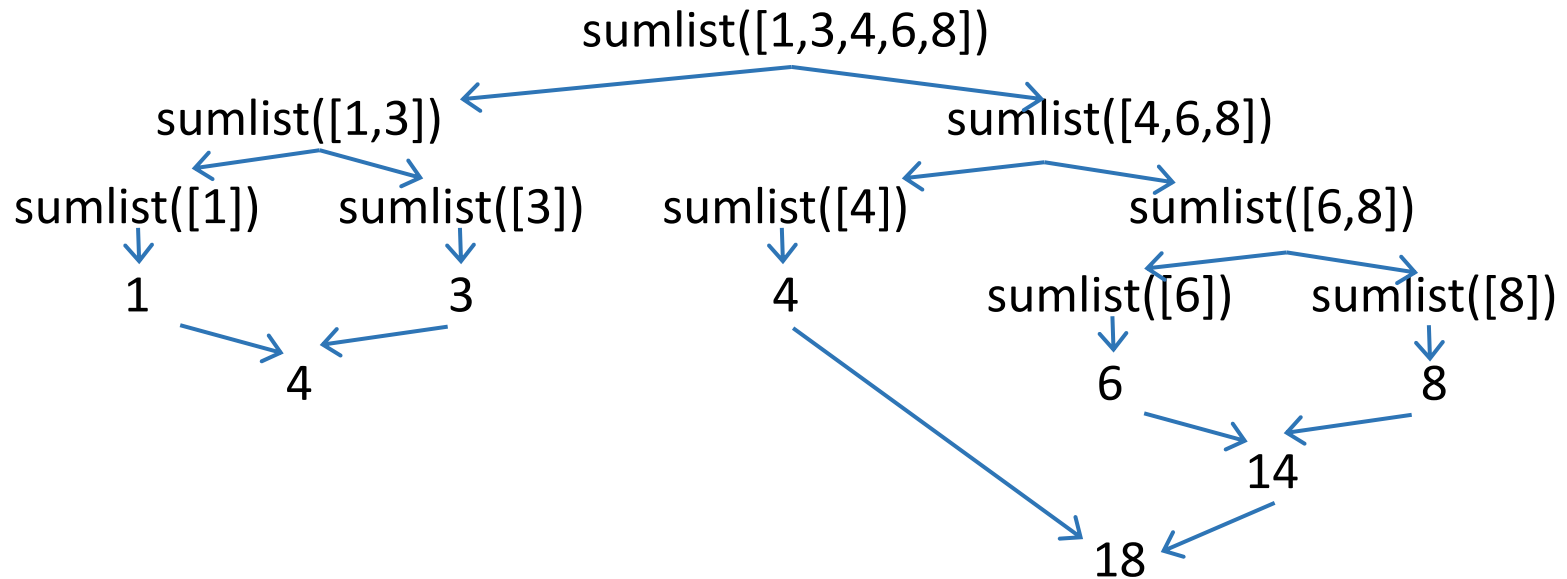 sumlist([1,3,4,6,8])
sumlist([1,3]) sumlist([4,6,8])
sumlist([1]) sumlist([3]) sumlist([4]) sumlist([6,8])
1 3 4 sumlist([6]) sumlist([8])
4 6 8
14
18